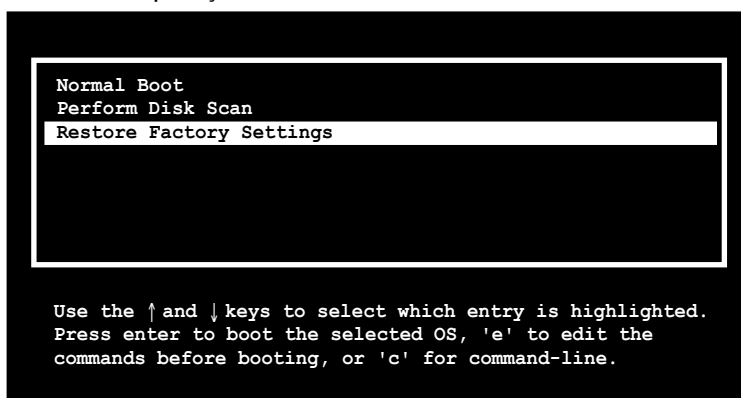 Normal Boot
Perform Disk Scan
Restore Factory Settings
Use the ↑ and ↓ keys to select which entry is highlighted.
Press enter to boot the selected OS, 'e' to edit the
commands before booting, or 'c' for command-line.